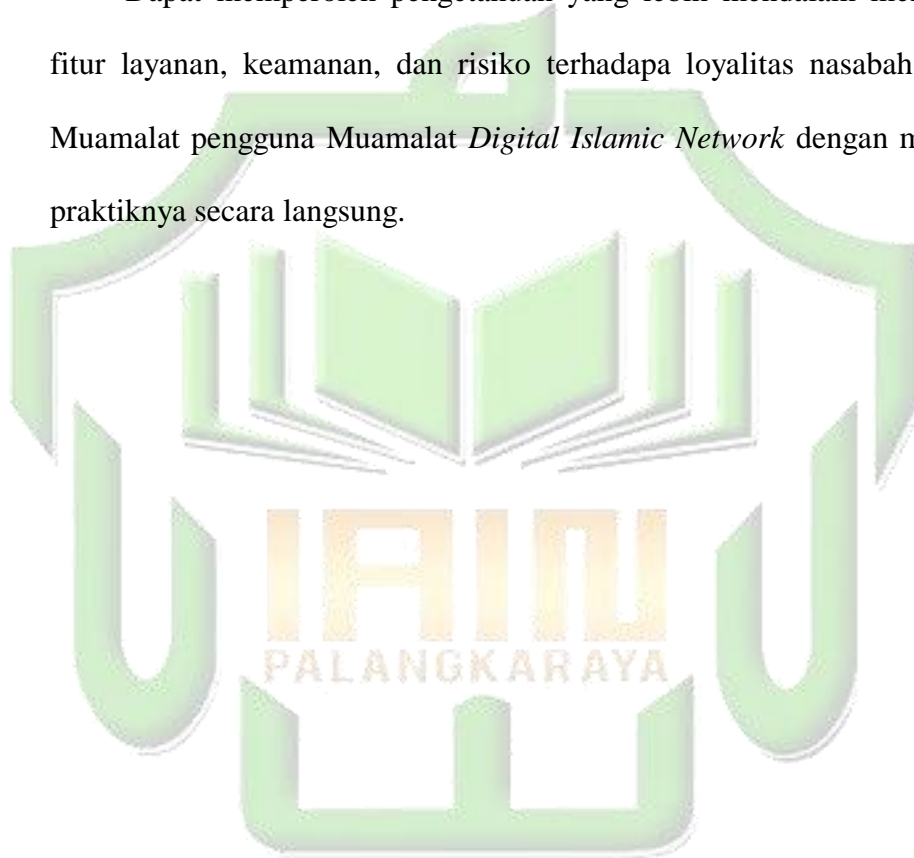 fitur layanan, keamanan, dan risiko terhadapa loyalitas nasabah
Muamalat pengguna Muamalat Digital Islamic Network dengan
praktiknya secara langsung.
IAIN
PALANGKARAYA